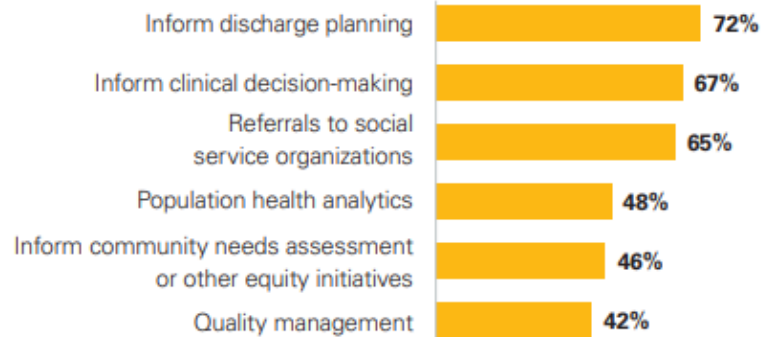 Inform discharge planning 72%
Inform clinical decision-making 67%
Referrals to social
service organizations 65%
Population health analytics 48%
Inform community needs assessment
or other equity initiatives 46%
Quality management 42%